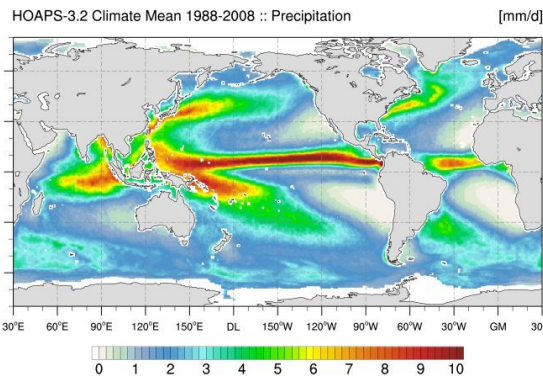 HOAPS-3.2 Climate Mean 1988-2008 :: Precipitation [mm/d]
30°E 60°E 90°E 120°E 150°E DL 150°W 120°W 90°W 60°W 30°W GM 30
0 1 2 3 4 5 6 7 8 9 10